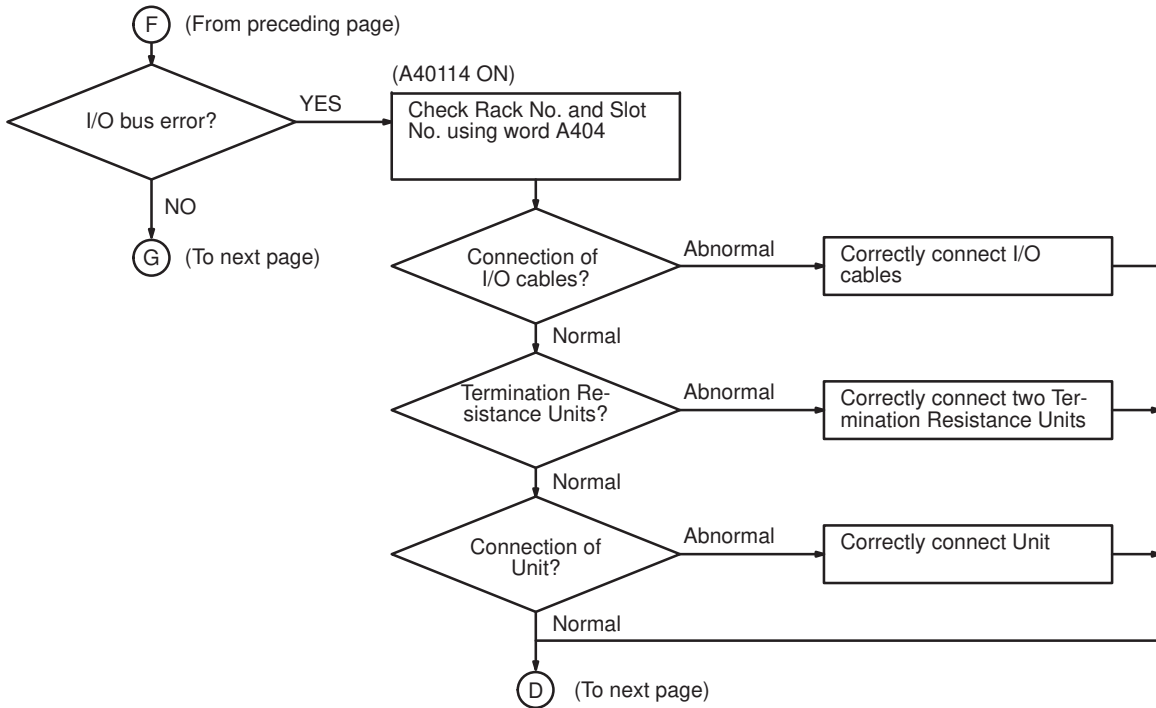 F (From preceding page)
(A40114 ON)
I/O bus error?
YES
Check Rack No. and Slot
No. using word A404
NO
G (To next page)
Connection of
I/O cables?
Abnormal
Correctly connect I/O
cables
Normal
Termination Re-
sistance Units?
Abnormal
Correctly connect two Ter-
mination Resistance Units
Normal
Connection of
Unit?
Abnormal
Correctly connect Unit
Normal
D (To next page)